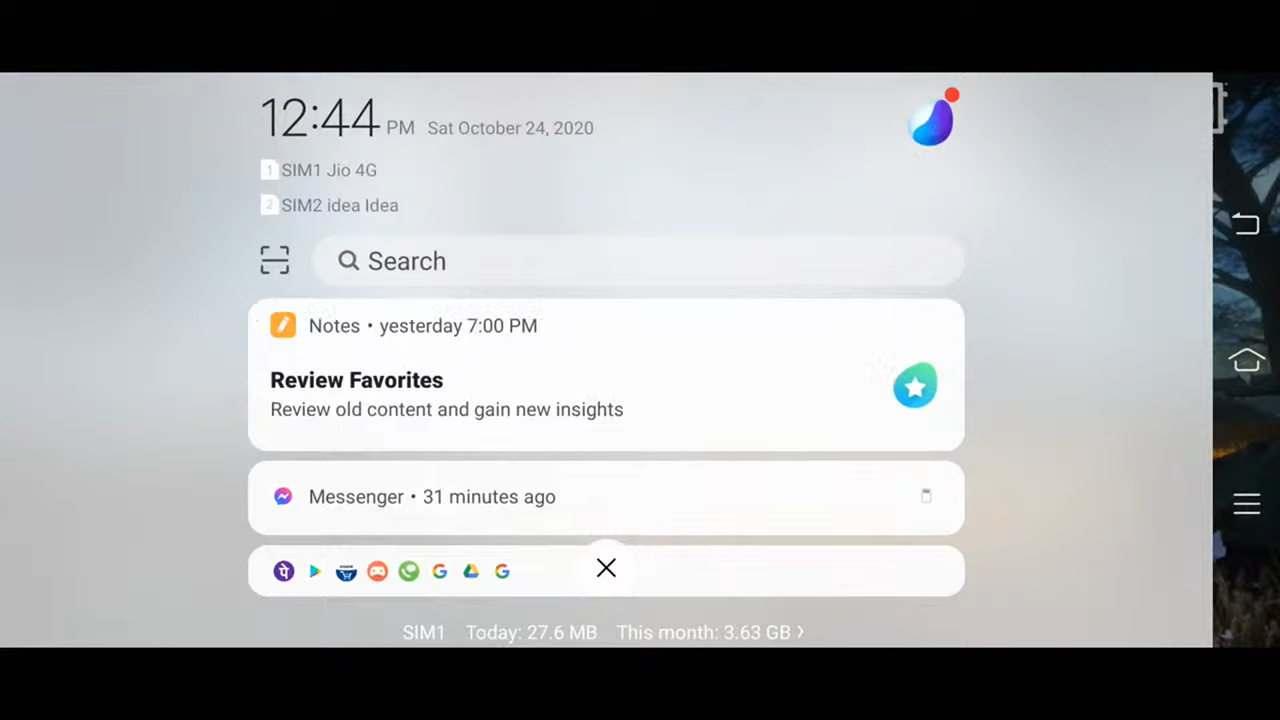 12:44 PM Sat October 24, 2020
1 SIM1 Jio 4G
2 SIM2 idea Idea
Search
Notes • yesterday 7:00 PM
Review Favorites
Review old content and gain new insights
Messenger • 31 minutes ago
SIM1 Today: 27.6 MB This month: 3.63 GB >